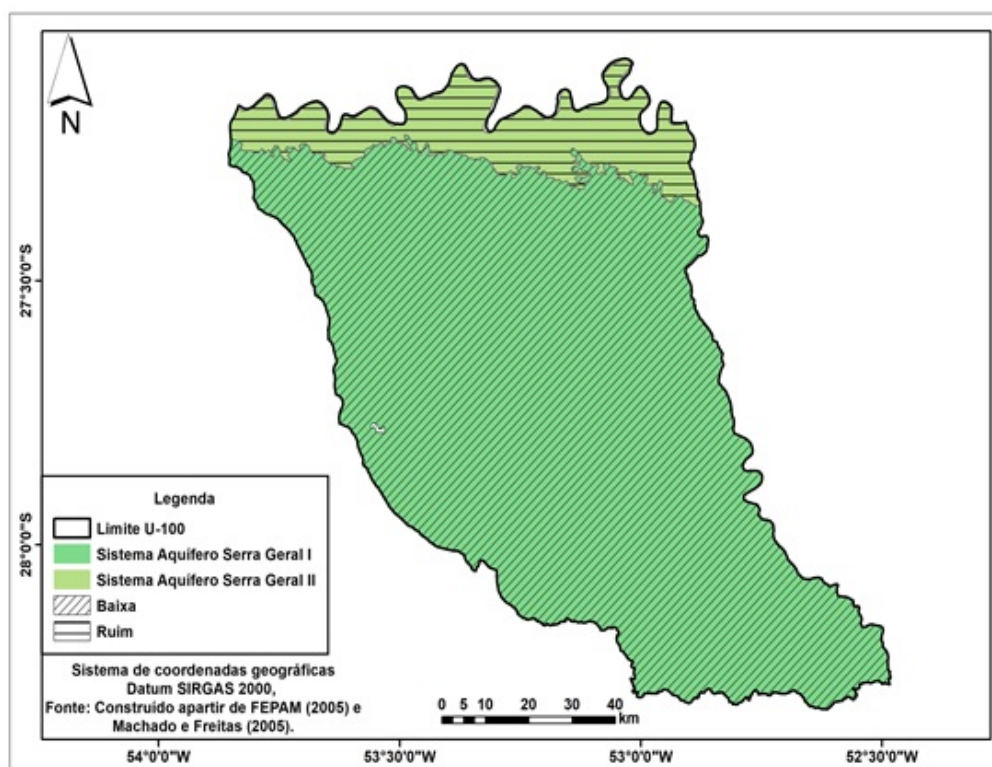 N
27°30'0"S
28°0'0"S
Legenda
Limite U-100
Sistema Aquífero Serra Geral I
Sistema Aquífero Serra Geral II
Baixa
Ruim
Sistema de coordenadas geográficas
Datum SIRGAS 2000,
Fonte: Construído apartir de FEPAM (2005) e
Machado e Freitas (2005).
0 5 10 20 30 40
km
54°0'0"W 53°30'0"W 53°0'0"W 52°30'0"W